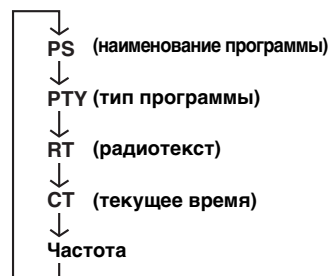 PS (наименование программы)
PTY (тип программы)
RT (радиотекст)
CT (текущее время)
Частота